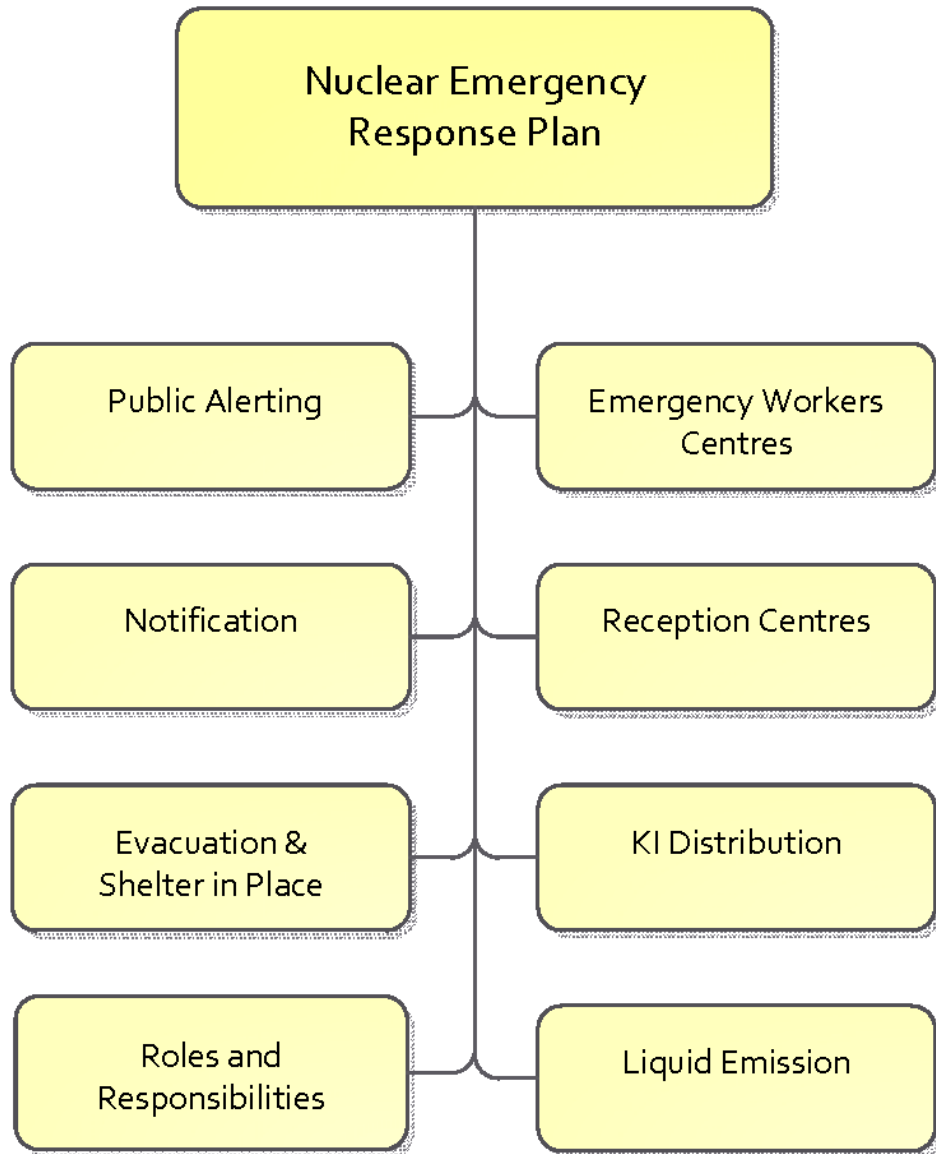 Nuclear Emergency
Response Plan
Public Alerting
Emergency Workers
Centres
Notification
Reception Centres
Evacuation &
Shelter in Place
KI Distribution
Roles and
Responsibilities
Liquid Emission